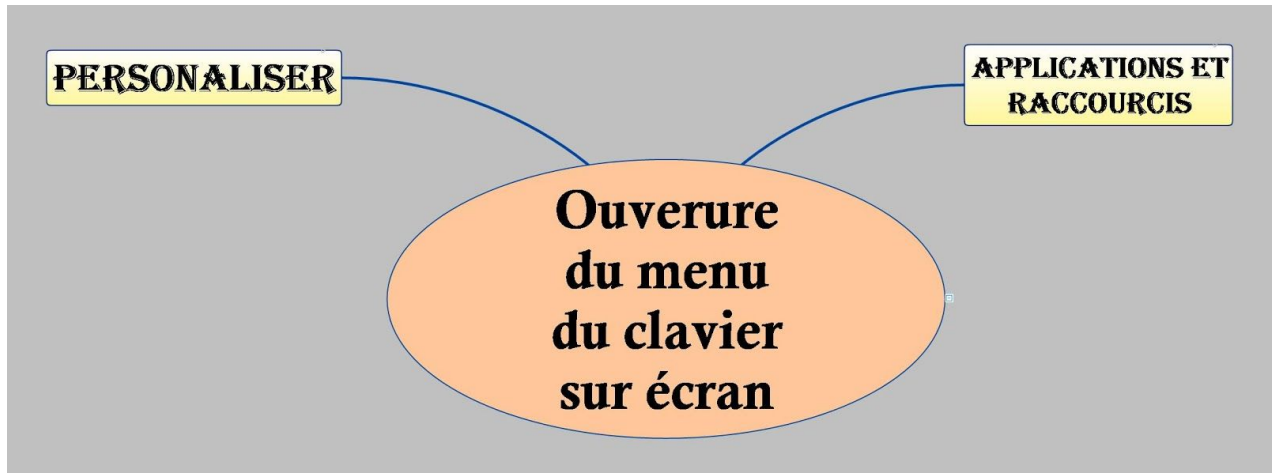 PERSONALISER
APPLICATIONS ET
RACCOURCIS
Ouverure
du menu
du clavier
sur écran